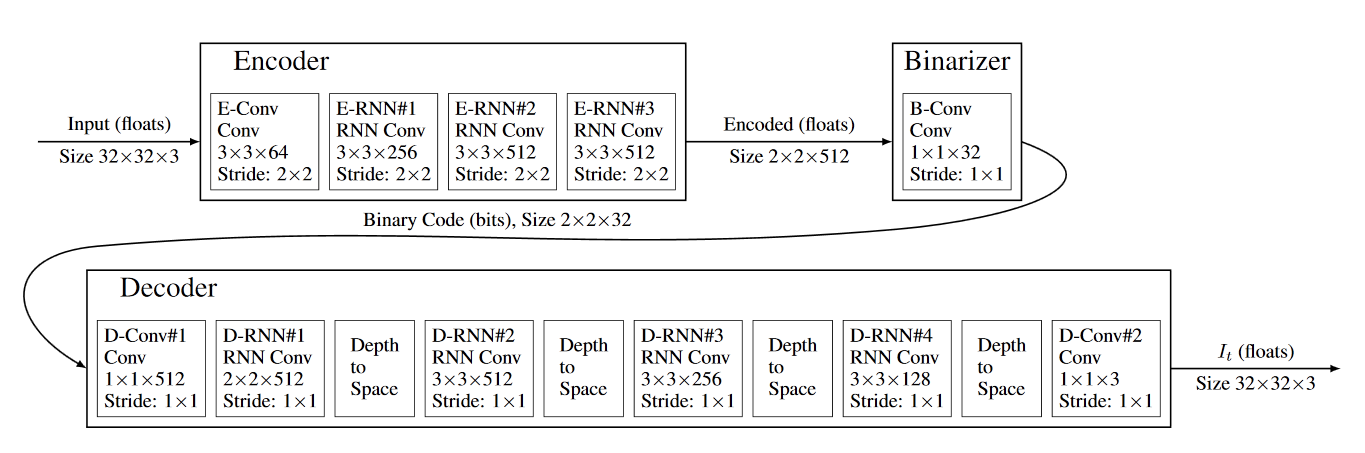 Encoder
E-Conv
Conv
3×3×64
Stride: 2×2
E-RNN#1
RNN Conv
3×3×256
Stride: 2×2
E-RNN#2
RNN Conv
3×3×512
Stride: 2×2
E-RNN#3
RNN Conv
3×3×512
Stride: 2×2
Input (floats)
Size 32×32×3
Encoded (floats)
Size 2×2×512
Binarizer
B-Conv
Conv
1×1×32
Stride: 1×1
Binary Code (bits), Size 2×2×32
Decoder
D-Conv#1
Conv
1×1×512
Stride: 1×1
D-RNN#1
RNN Conv
2×2×512
Stride: 1×1
Depth
to
Space
D-RNN#2
RNN Conv
3×3×512
Stride: 1×1
Depth
to
Space
D-RNN#3
RNN Conv
3×3×256
Stride: 1×1
Depth
to
Space
D-RNN#4
RNN Conv
3×3×128
Stride: 1×1
Depth
to
Space
D-Conv#2
Conv
1×1×3
Stride: 1×1
I_t (floats)
Size 32×32×3